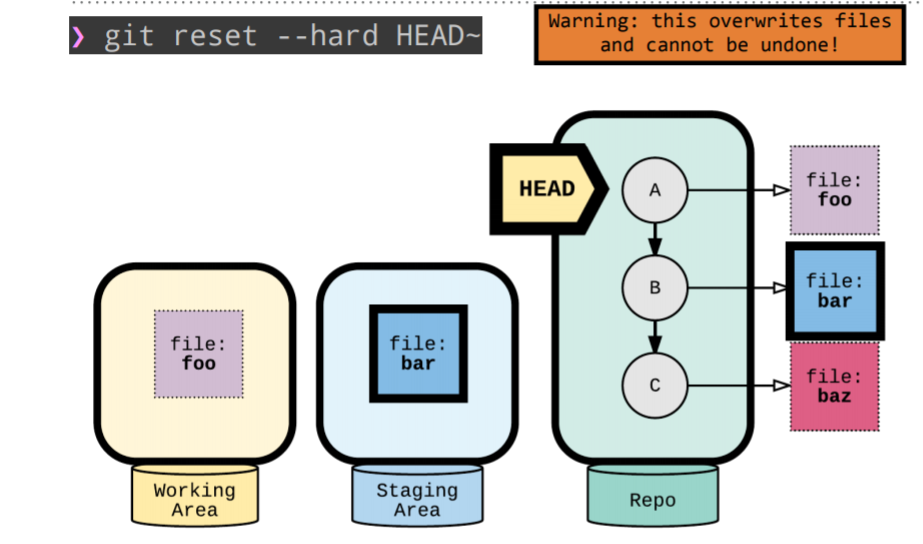 ❯ git reset --hard HEAD~
Warning: this overwrites files
and cannot be undone!
HEAD
A
file:
foo
B
file:
bar
C
file:
baz
file:
foo
file:
bar
Working
Area
Staging
Area
Repo